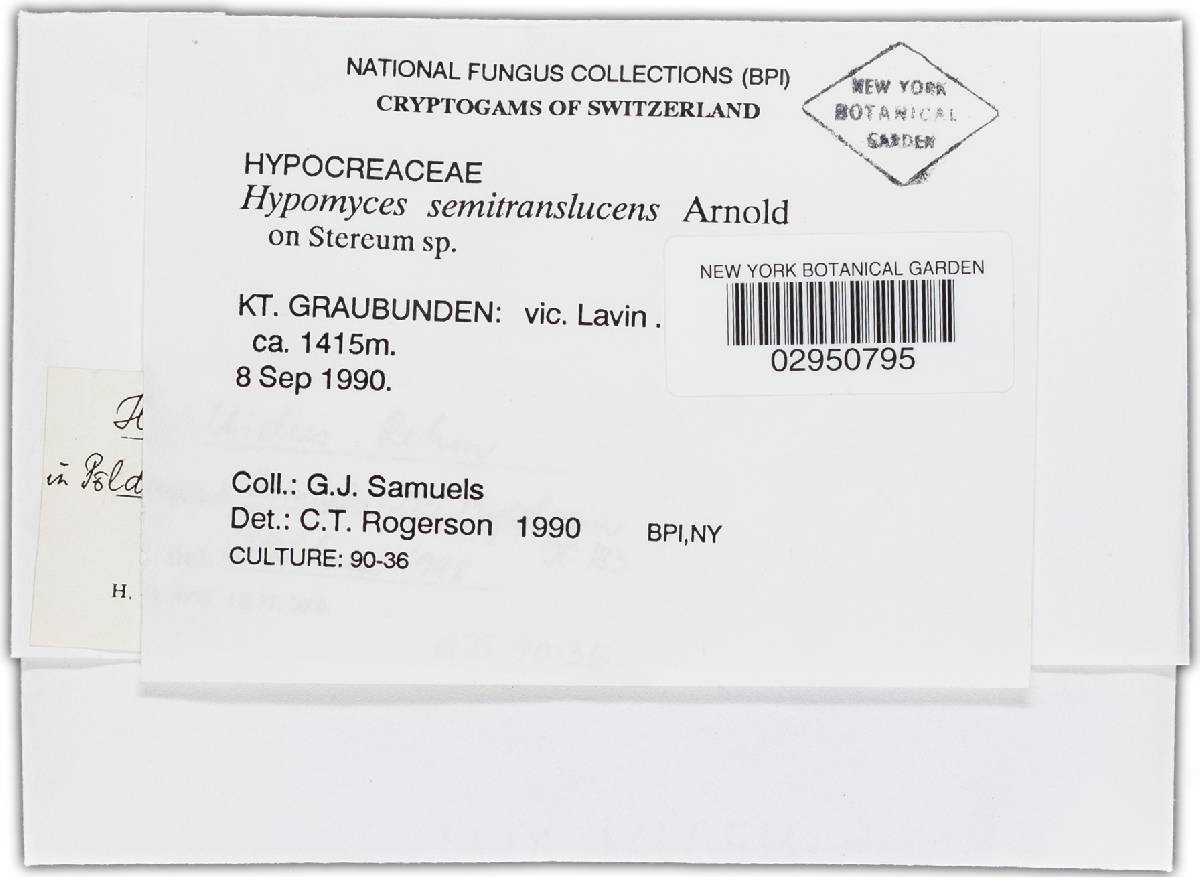 NATIONAL FUNGUS COLLECTIONS (BPI)
CRYPTOGAMS OF SWITZERLAND
NEW YORK
BOTANICAL
GARDEN
HYPOCREACEAE
Hypomyces semitranslucens Arnold
on Stereum sp.
NEW YORK BOTANICAL GARDEN
02950795
KT. GRAUBUNDEN: vic. Lavin .
ca. 1415m.
8 Sep 1990.
Coll.: G.J. Samuels
Det.: C.T. Rogerson 1990 BPI,NY
CULTURE: 90-36
H
in
H.